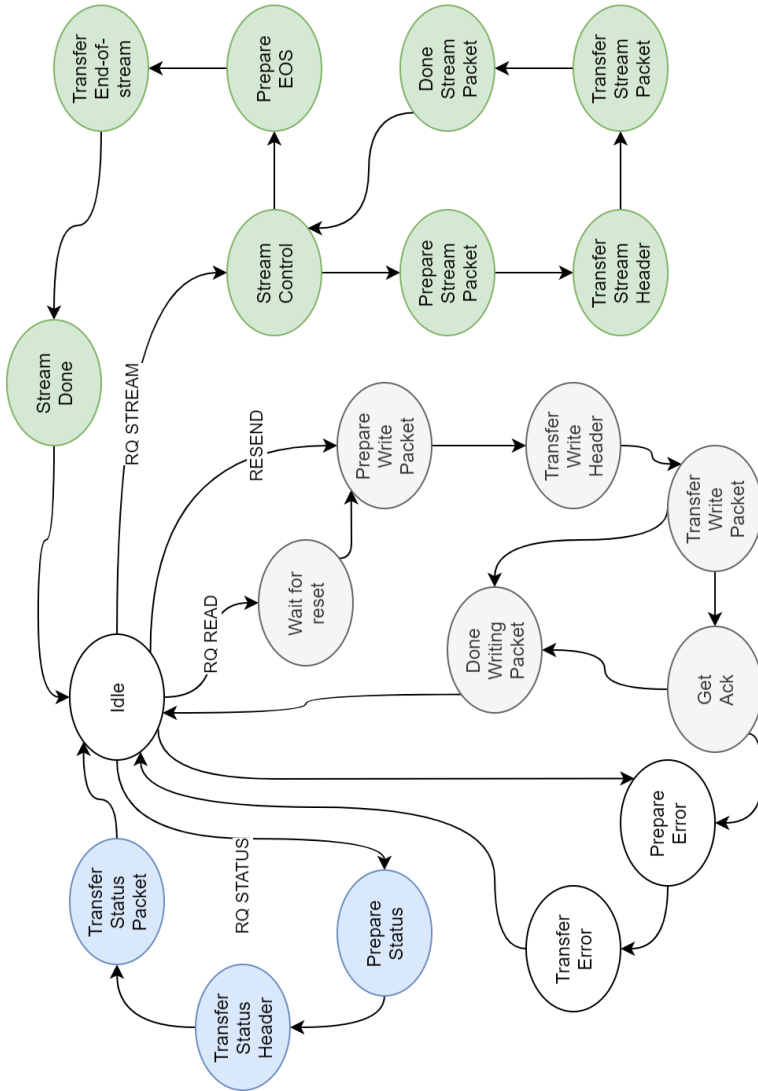 Idle
RQ STATUS
Prepare
Status
Transfer
Status
Header
Transfer
Status
Packet
RQ READ
Wait for
reset
RESEND
Prepare
Write
Packet
Transfer
Write
Header
Transfer
Write
Packet
Get
Ack
Done
Writing
Packet
Prepare
Error
Transfer
Error
RQ STREAM
Stream
Control
Prepare
Stream
Packet
Transfer
Stream
Header
Transfer
Stream
Packet
Done
Stream
Packet
Prepare
EOS
Transfer
End-of-
stream
Stream
Done